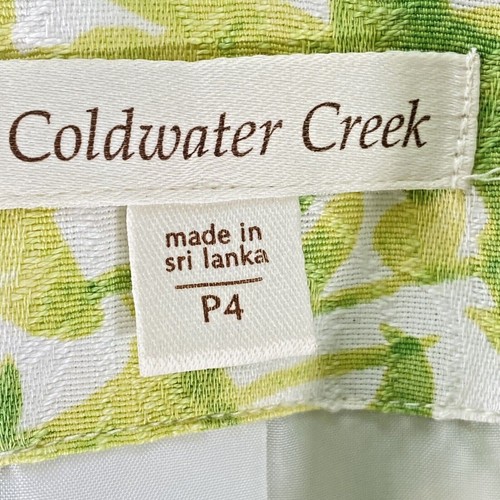 Coldwater Creek
made in
sri lanka
P4